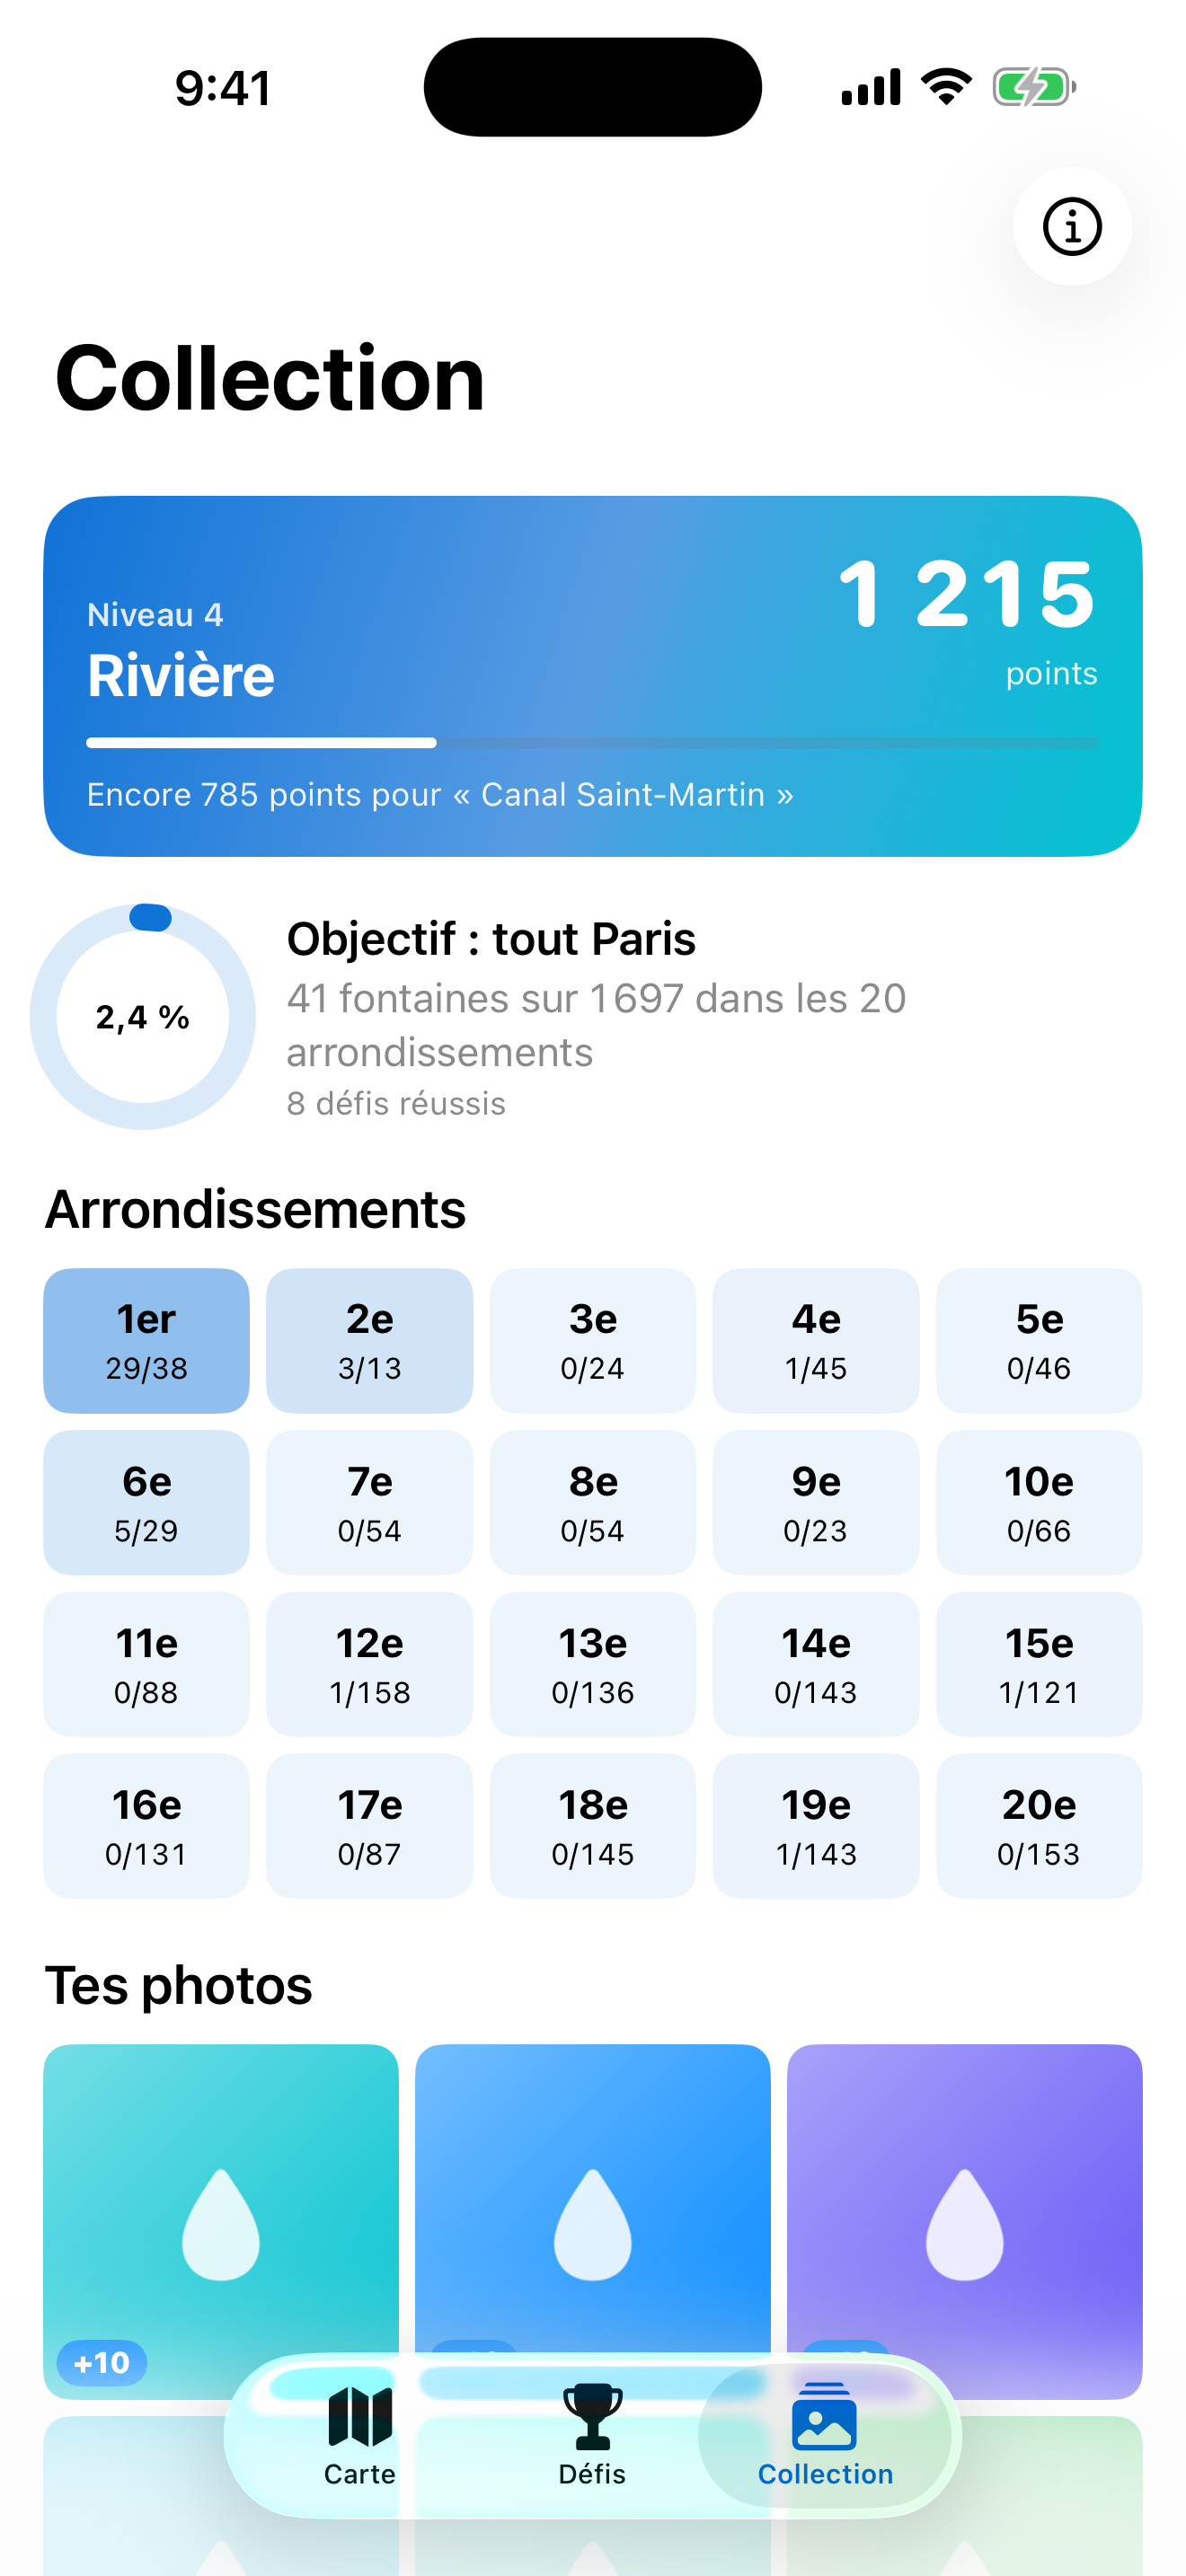 9:41
Collection
Niveau 4
Rivière
1 215
points
Encore 785 points pour « Canal Saint-Martin »
2,4 %
Objectif : tout Paris
41 fontaines sur 1 697 dans les 20
arrondissements
8 défis réussis
Arrondissements
1er
29/38
2e
3/13
3e
0/24
4e
1/45
5e
0/46
6e
5/29
7e
0/54
8e
0/54
9e
0/23
10e
0/66
11e
0/88
12e
1/158
13e
0/136
14e
0/143
15e
1/121
16e
0/131
17e
0/87
18e
0/145
19e
1/143
20e
0/153
Tes photos
+10
Carte
Défis
Collection